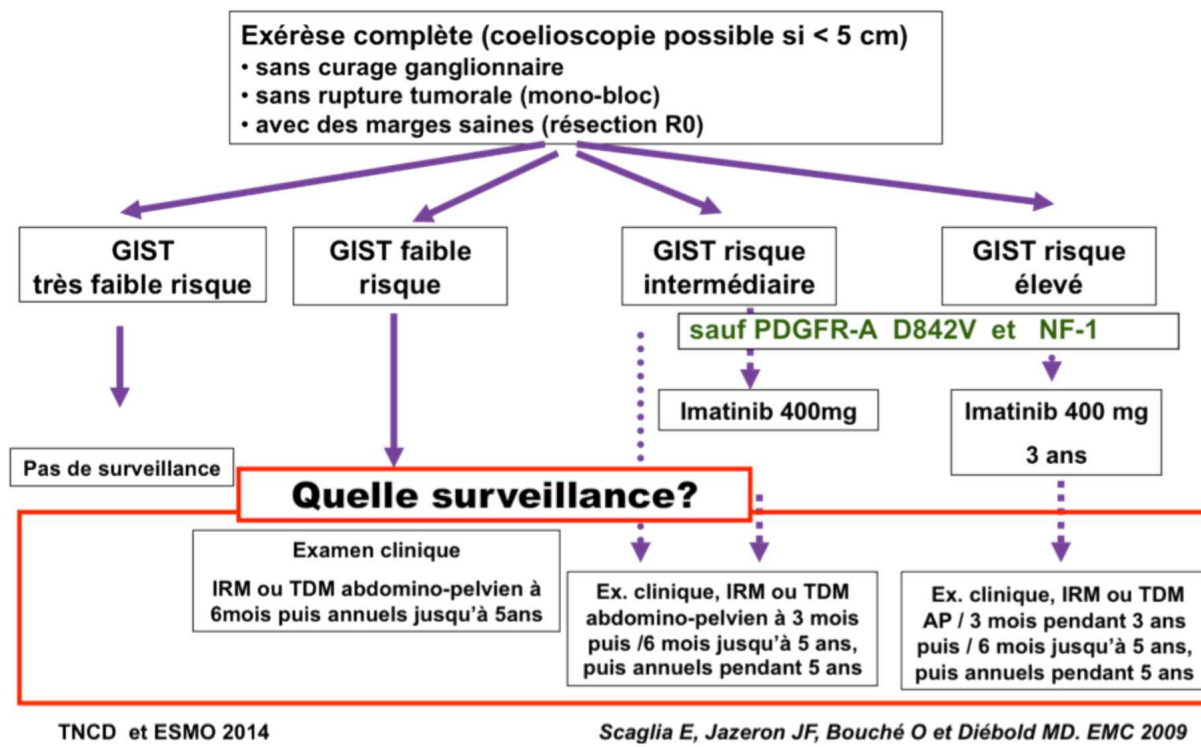 Exérèse complète (coelioscopie possible si < 5 cm)
• sans curage ganglionnaire
• sans rupture tumorale (mono-bloc)
• avec des marges saines (résection R0)
GIST
très faible risque
GIST faible
risque
GIST risque
intermédiaire
GIST risque
élevé
sauf PDGFR-A D842V et NF-1
Imatinib 400mg
Imatinib 400 mg
3 ans
Pas de surveillance
Quelle surveillance?
Examen clinique
IRM ou TDM abdomino-pelvien à
6mois puis annuels jusqu'à 5ans
Ex. clinique, IRM ou TDM
abdomino-pelvien à 3 mois
puis /6 mois jusqu'à 5 ans,
puis annuels pendant 5 ans
Ex. clinique, IRM ou TDM
AP / 3 mois pendant 3 ans
puis / 6 mois jusqu'à 5 ans,
puis annuels pendant 5 ans
TNCD et ESMO 2014
Scaglia E, Jazeron JF, Bouché O et Diébold MD. EMC 2009